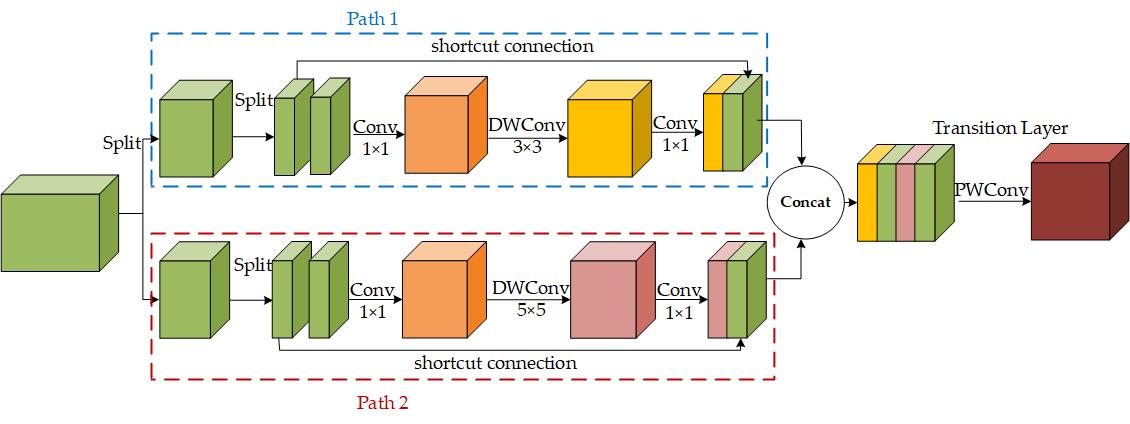 Path 1
shortcut connection
Split
Split
Conv
1×1
DWConv
3×3
Conv
1×1
Transition Layer
PWConv
Concat
Split
Conv
1×1
DWConv
5×5
Conv
1×1
shortcut connection
Path 2